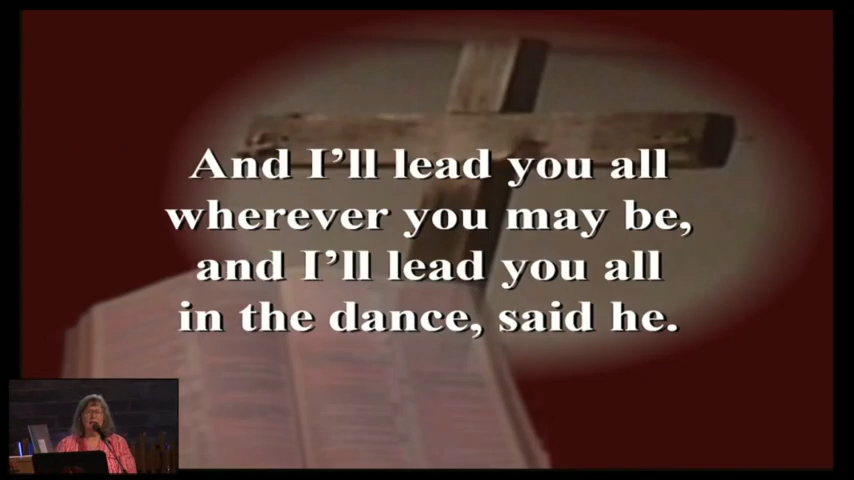 And I’ll lead you all
wherever you may be,
and I’ll lead you all
in the dance, said he.